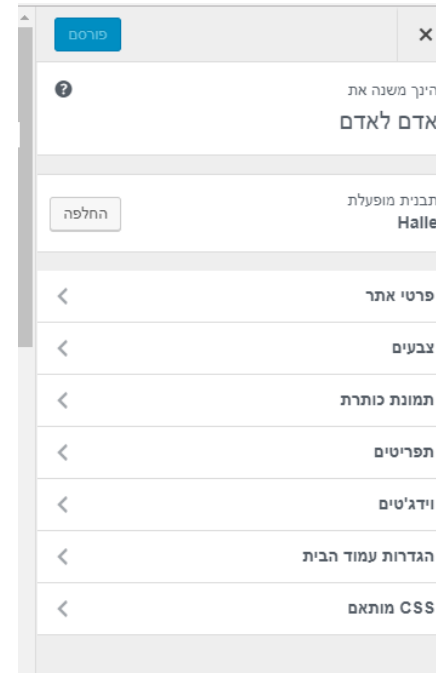 פורסם
הינך משנה את
אדם לאדם
תבנית מופעלת
Halle
החלפה
פרטי אתר
צבעים
תמונת כותרת
תפריטים
וידג'טים
הגדרות עמוד הבית
CSS מותאם